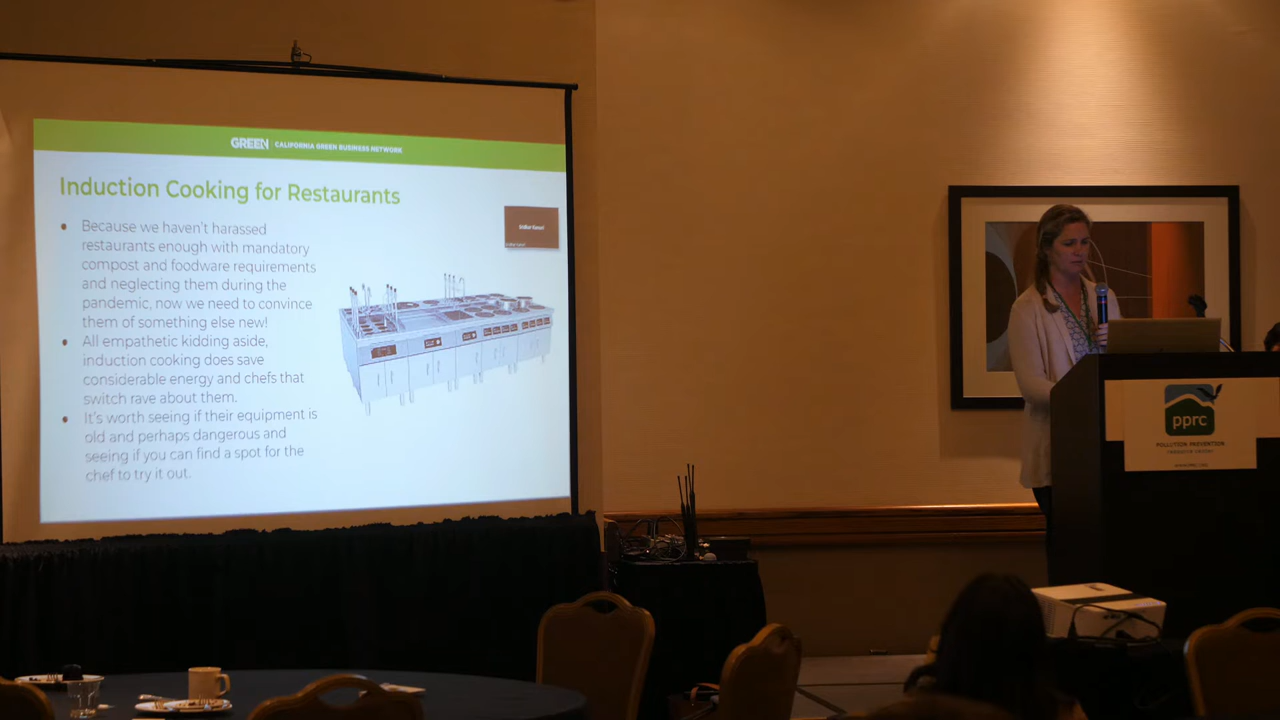 GREEN CALIFORNIA GREEN BUSINESS NETWORK
Induction Cooking for Restaurants
• Because we haven't harassed
restaurants enough with mandatory
compost and foodware requirements
and neglecting them during the
pandemic, now we need to convince
them of something else new!
• All empathetic kidding aside,
induction cooking does save
considerable energy and chefs that
switch rave about them.
• It's worth seeing if their equipment is
old and perhaps dangerous and
seeing if you can find a spot for the
chef to try it out.
pprc
POLLUTION PREVENTION
RESOURCE CENTER